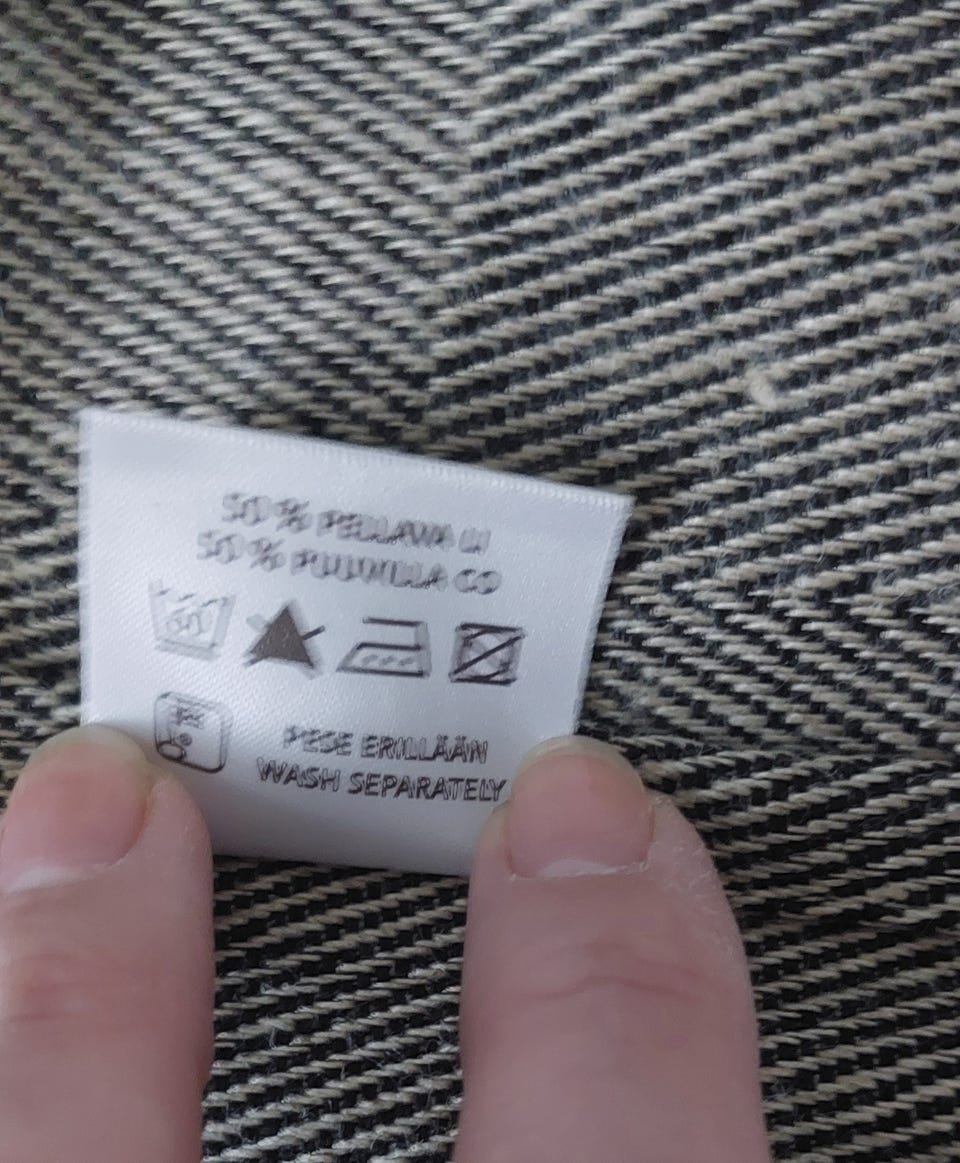 50 % PELLAVA LI
50 % PUUVILLA CO
PESE ERILLÄÄN
WASH SEPARATELY